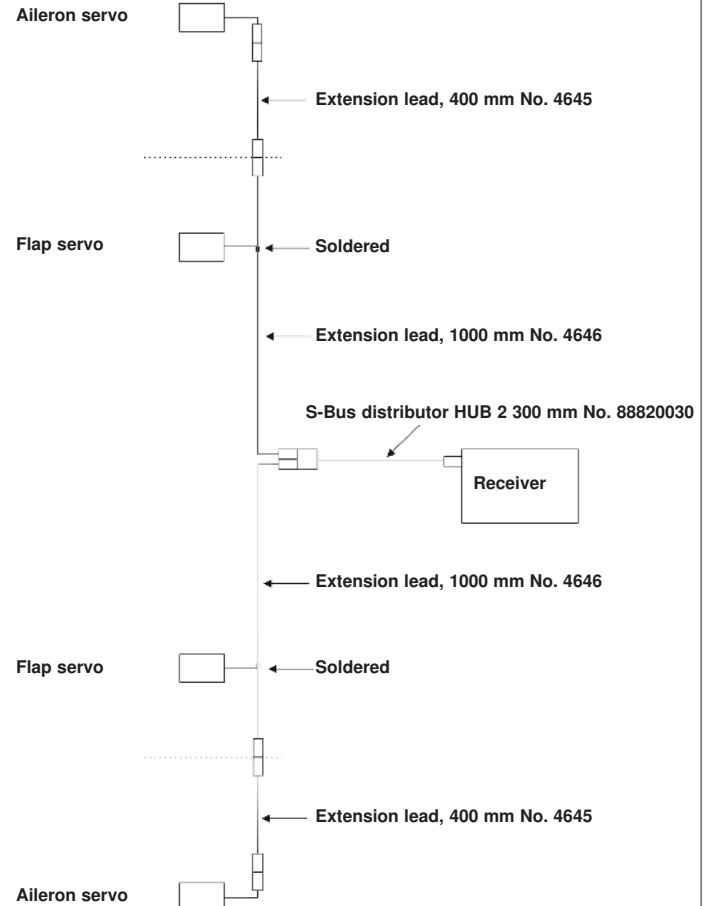 Aileron servo
Extension lead, 400 mm No. 4645
Flap servo
Soldered
Extension lead, 1000 mm No. 4646
S-Bus distributor HUB 2 300 mm No. 88820030
Receiver
Extension lead, 1000 mm No. 4646
Flap servo
Soldered
Extension lead, 400 mm No. 4645
Aileron servo